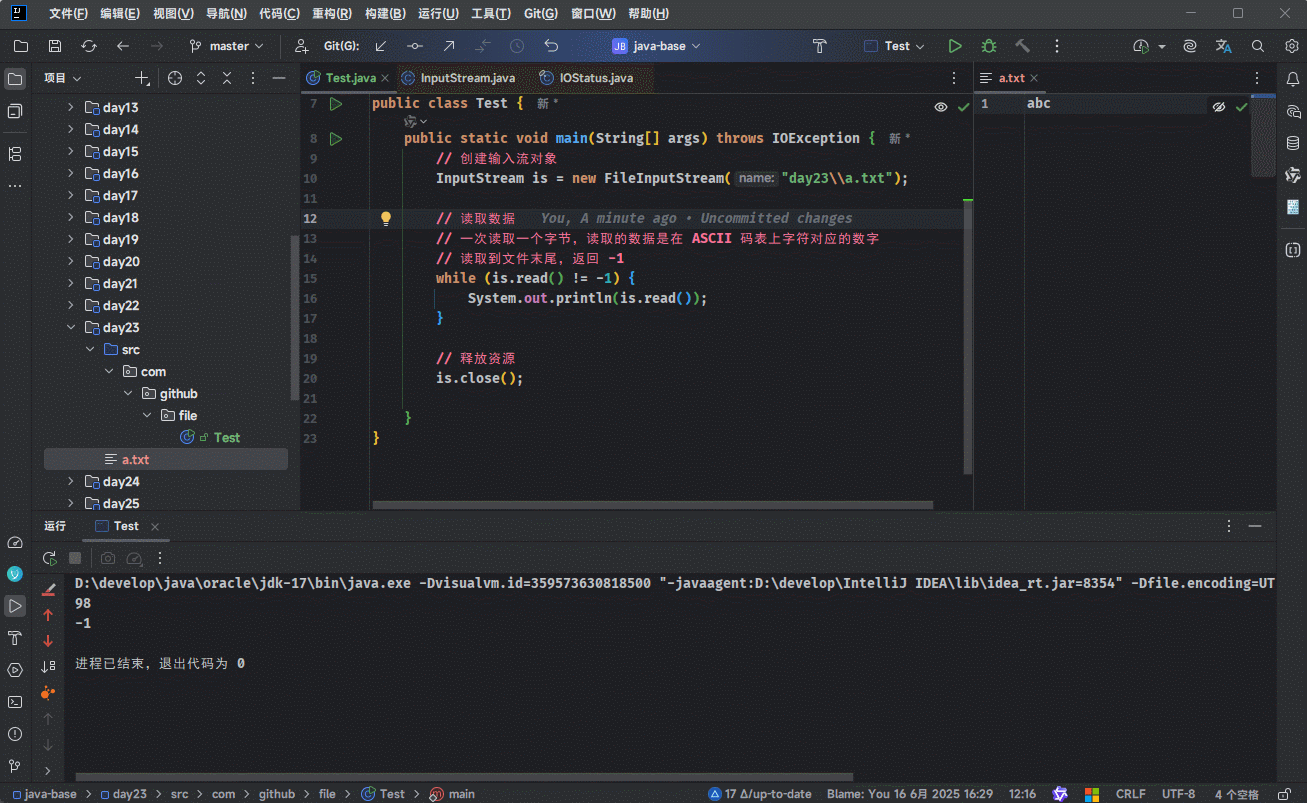 文件(F) 编辑(E) 视图(V) 导航(N) 代码(C) 重构(R) 构建(B) 运行(U) 工具(T) Git(G) 窗口(W) 帮助(H)
master Git(G): JB java-base Test
项目 Test.java InputStream.java IOStatus.java a.txt
day13
day14
day15
day16
day17
day18
day19
day20
day21
day22
day23
src
com
github
file
Test
a.txt
day24
day25
7 public class Test { 新 *
8 public static void main(String[] args) throws IOException { 新 *
9 // 创建输入流对象
10 InputStream is = new FileInputStream( name: "day23\\a.txt");
11
12 // 读取数据 You, A minute ago • Uncommitted changes
13 // 一次读取一个字节，读取的数据是在 ASCII 码表上字符对应的数字
14 // 读取到文件末尾，返回 -1
15 while (is.read() != -1) {
16 System.out.println(is.read());
17 }
18
19 // 释放资源
20 is.close();
21
22 }
23 }
1 abc
运行 Test
D:\develop\java\oracle\jdk-17\bin\java.exe -Dvisualvm.id=359573630818500 "-javaagent:D:\develop\IntelliJ IDEA\lib\idea_rt.jar=8354" -Dfile.encoding=UT
98
-1
进程已结束，退出代码为 0
java-base > day23 > src > com > github > file > Test > main 17 Δ/up-to-date Blame: You 16 6月 2025 16:29 12:16 CRLF UTF-8 4 个空格